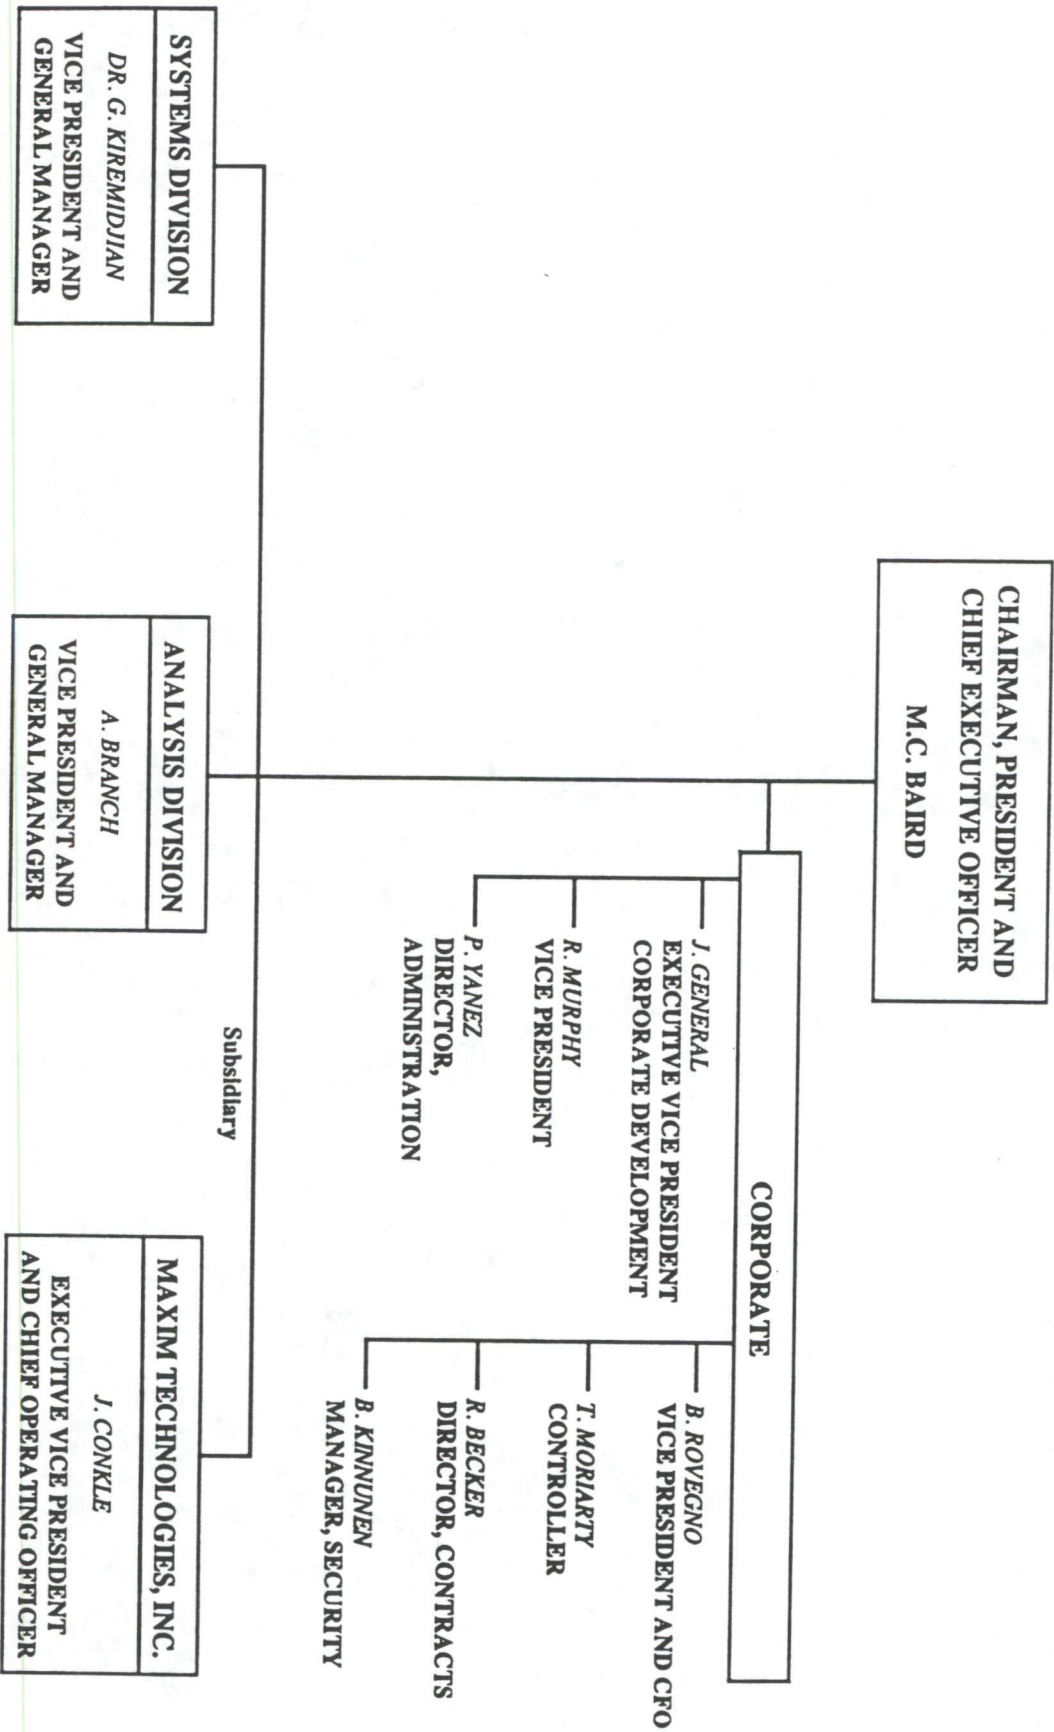 CHAIRMAN, PRESIDENT AND
CHIEF EXECUTIVE OFFICER
M.C. BAIRD
CORPORATE
J. GENERAL
EXECUTIVE VICE PRESIDENT
CORPORATE DEVELOPMENT
R. MURPHY
VICE PRESIDENT
P. YANEZ
DIRECTOR,
ADMINISTRATION
B. ROVEGNO
VICE PRESIDENT AND CFO
T. MORIARTY
CONTROLLER
R. BECKER
DIRECTOR, CONTRACTS
B. KINNUNEN
MANAGER, SECURITY
Subsidiary
SYSTEMS DIVISION
DR. G. KIREMIDJIAN
VICE PRESIDENT AND
GENERAL MANAGER
ANALYSIS DIVISION
A. BRANCH
VICE PRESIDENT AND
GENERAL MANAGER
MAXIM TECHNOLOGIES, INC.
J. CONKLE
EXECUTIVE VICE PRESIDENT
AND CHIEF OPERATING OFFICER